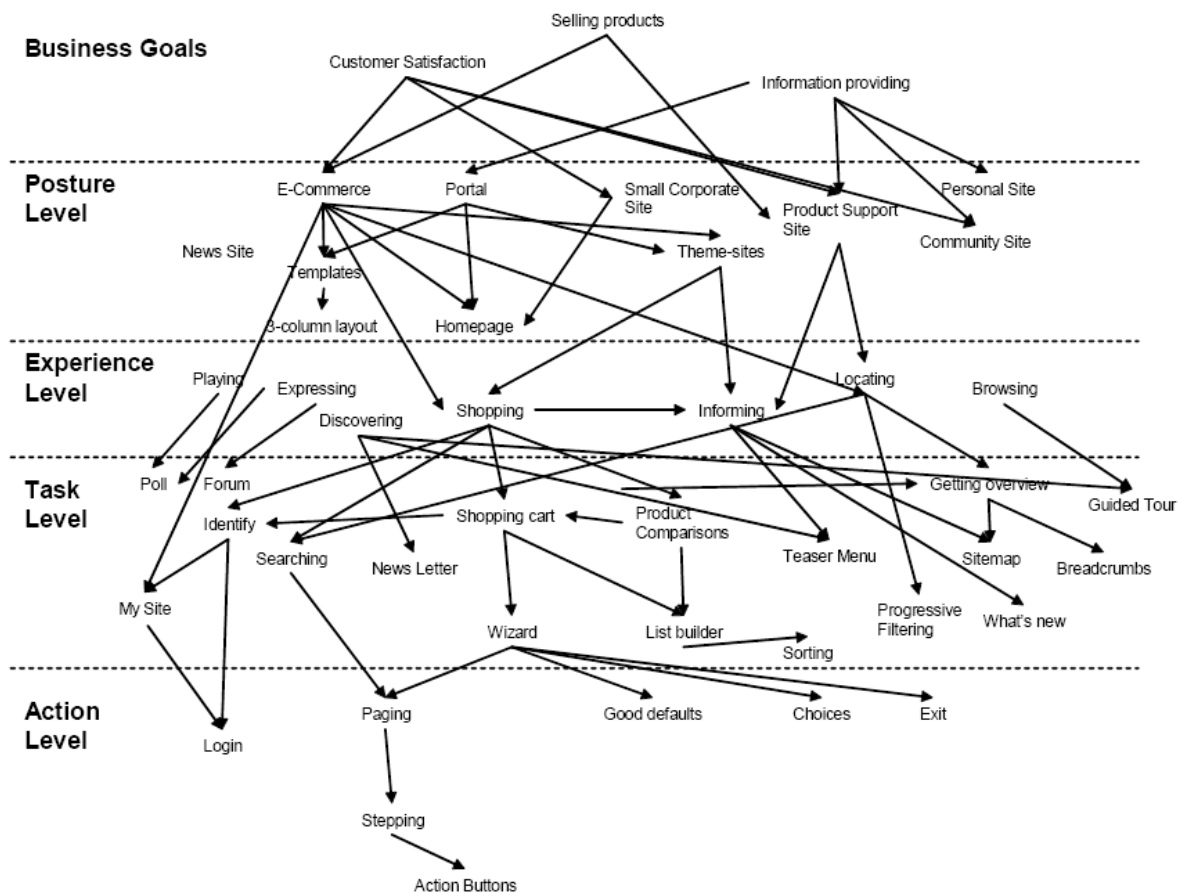 Selling products
Business Goals
Customer Satisfaction
Information providing
Posture
Level
E-Commerce
Portal
Small Corporate
Site
Product Support
Site
Personal Site
Community Site
News Site
Templates
Theme-sites
3-column layout
Homepage
Experience
Level
Playing
Expressing
Discovering
Shopping
Informing
Locating
Browsing
Task
Level
Poll
Forum
Identify
Searching
News Letter
Shopping cart
Product
Comparisons
Getting overview
Guided Tour
Teaser Menu
Sitemap
Breadcrumbs
My Site
Wizard
List builder
Sorting
Progressive
Filtering
What's new
Action
Level
Login
Paging
Good defaults
Choices
Exit
Stepping
Action Buttons